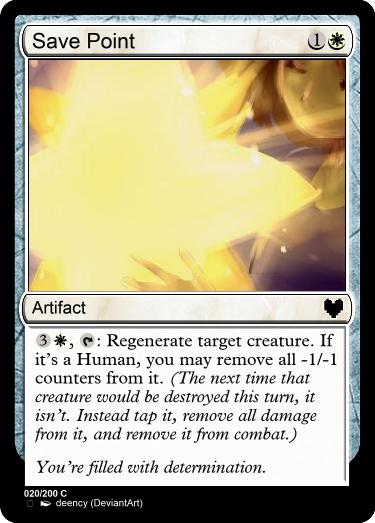 Save Point 1
Artifact
3 , : Regenerate target creature. If
it's a Human, you may remove all -1/-1
counters from it. (The next time that
creature would be destroyed this turn, it
isn't. Instead tap it, remove all damage
from it, and remove it from combat.)
You're filled with determination.
020/200 C
deency (DeviantArt)